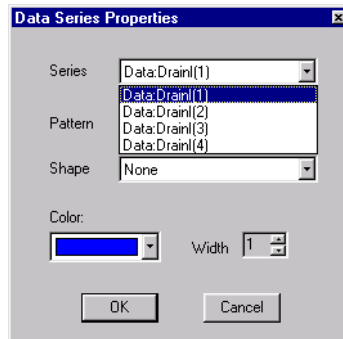 Data Series Properties
Series Data:DrainI(1)
Data:DrainI(1)
Data:DrainI(2)
Pattern Data:DrainI(3)
Data:DrainI(4)
Shape None
Color:
Width 1
OK Cancel